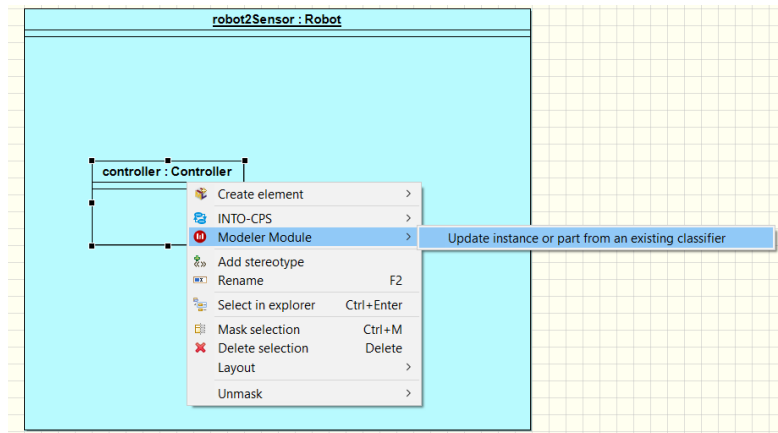 robot2Sensor : Robot
controller : Controller
Create element
INTO-CPS
Modeler Module
Update instance or part from an existing classifier
Add stereotype
Rename F2
Select in explorer Ctrl+Enter
Mask selection Ctrl+M
Delete selection Delete
Layout
Unmask